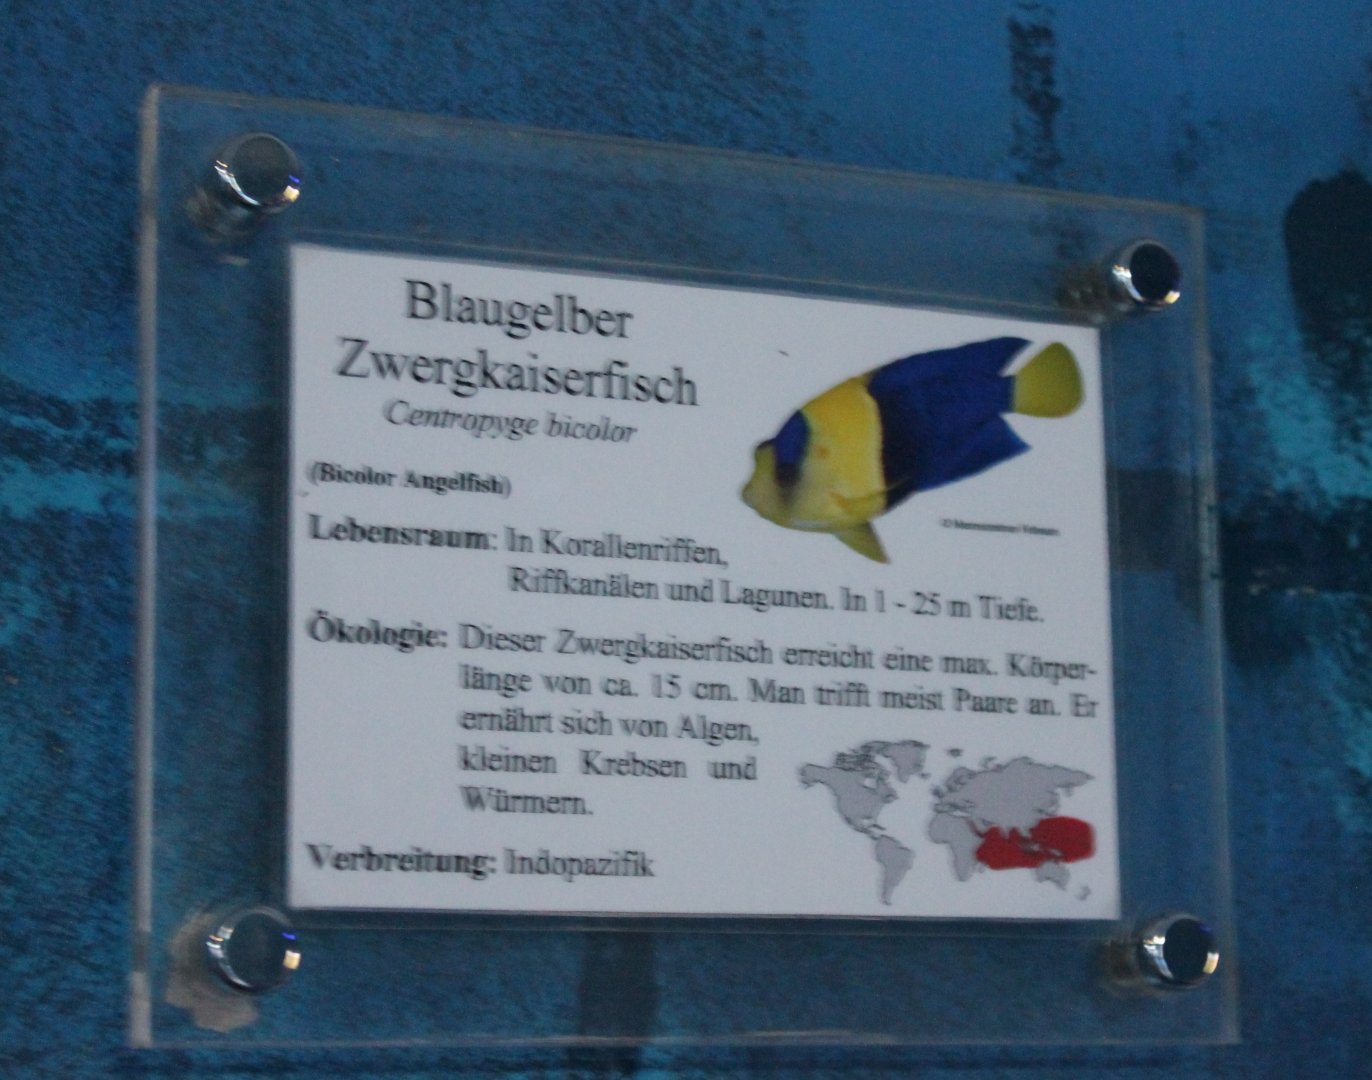 Blaugelber
Zwergkaiserfisch
Centropyge bicolor
(Bicolor Angelfish)
Lebensraum: In Korallenriffen,
Riffkanälen und Lagunen. In 1 - 25 m Tiefe.
Ökologie: Dieser Zwergkaiserfisch erreicht eine max. Körper-
länge von ca. 15 cm. Man trifft meist Paare an. Er
ernährt sich von Algen,
kleinen Krebsen und
Würmern.
Verbreitung: Indopazifik